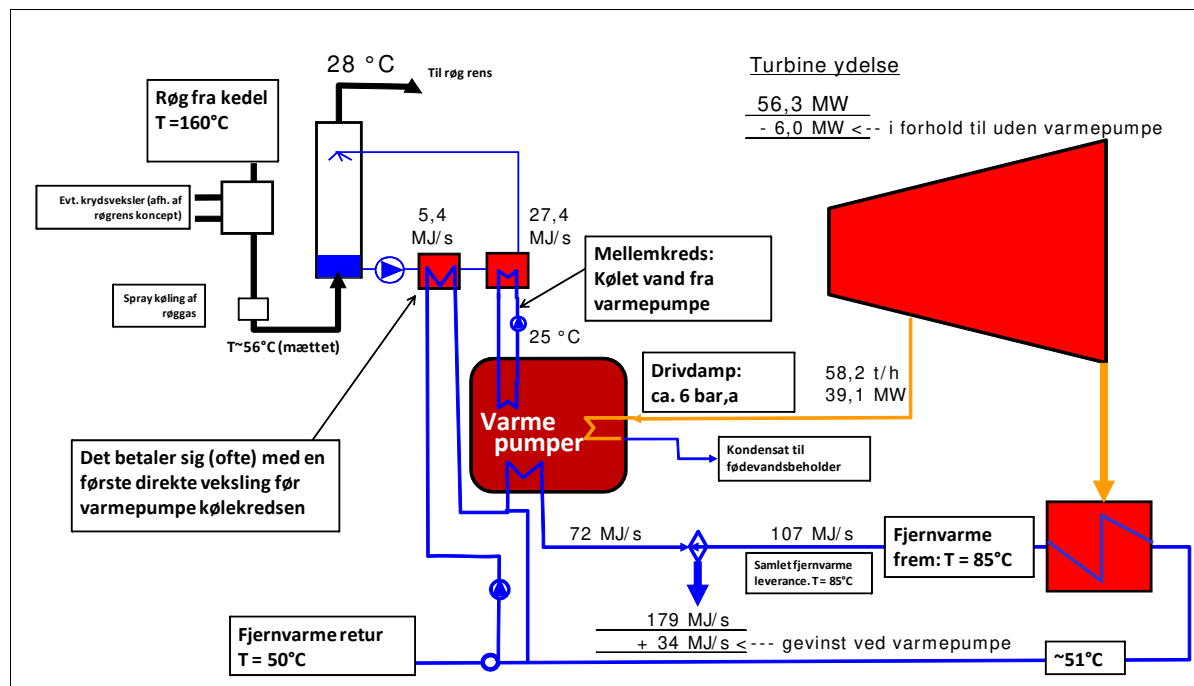 28 °C
Til røg rens
Røg fra kedel
T =160°C
Evt. krydsveksler (afh. af
røgrens koncept)
Spray køling af
røggas
T~56°C (mættet)
5,4
MJ/s
27,4
MJ/s
Mellemkreds:
Kølet vand fra
varmepumpe
25 °C
Turbine ydelse
56,3 MW
- 6,0 MW <-- i forhold til uden varmepumpe
Drivdamp:
ca. 6 bar,a
58,2 t/h
39,1 MW
Varme
pumper
Kondensat til
fødevandsbeholder
Det betaler sig (ofte) med en
første direkte veksling før
varmepumpe kølekredsen
72 MJ/s
107 MJ/s
Samlet fjernvarme
leverance. T = 85°C
Fjernvarme
frem: T = 85°C
179 MJ/s
+ 34 MJ/s <--- gevinst ved varmepumpe
Fjernvarme retur
T = 50°C
~51°C